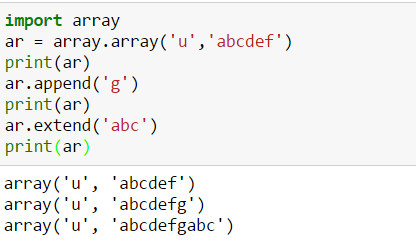 import array
ar = array.array('u','abcdef')
print(ar)
ar.append('g')
print(ar)
ar.extend('abc')
print(ar)
array('u', 'abcdef')
array('u', 'abcdefg')
array('u', 'abcdefgabc')